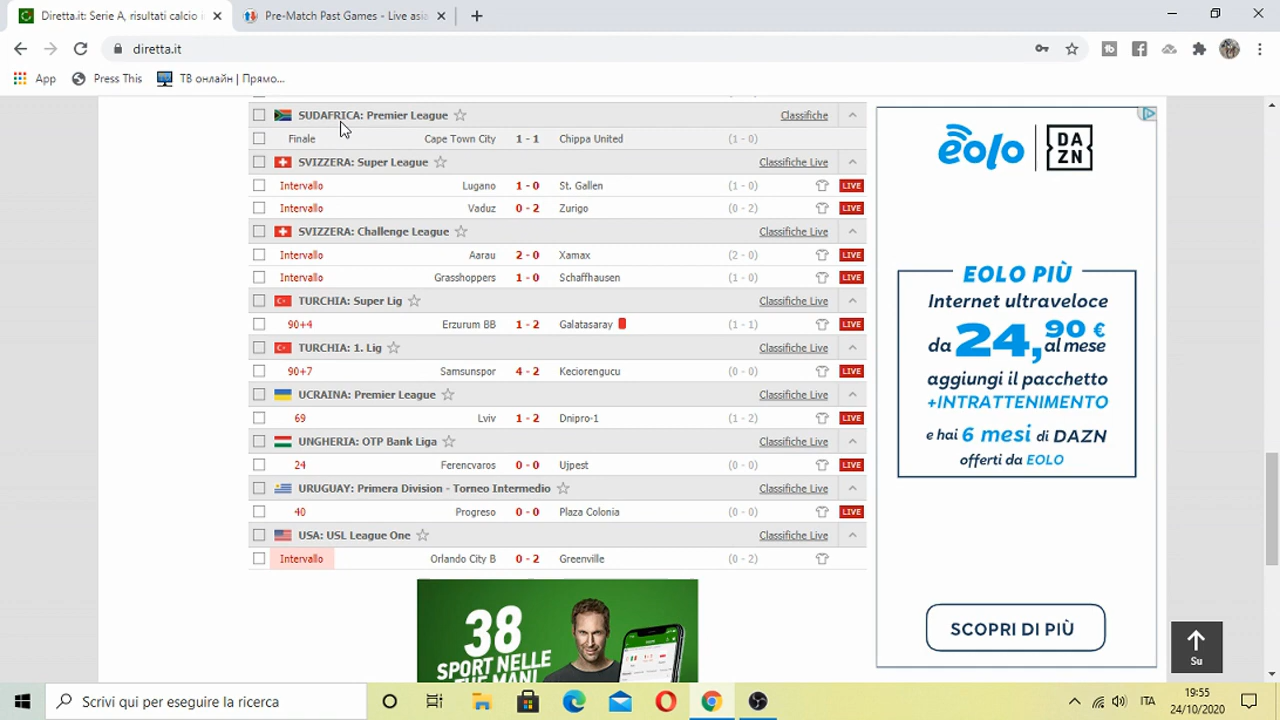 Diretta.it: Serie A, risultati calcio
Pre-Match Past Games - Live asia
diretta.it
App
Press This
ТВ онлайн | Прямо...
SUDAFRICA: Premier League Classifiche
Finale Cape Town City 1 - 1 Chippa United (1 - 0)
SVIZZERA: Super League Classifiche Live
Intervallo Lugano 1 - 0 St. Gallen (1 - 0) LIVE
Intervallo Vaduz 0 - 2 Zurigo (0 - 2) LIVE
SVIZZERA: Challenge League Classifiche Live
Intervallo Aarau 2 - 0 Xamax (2 - 0) LIVE
Intervallo Grasshoppers 1 - 0 Schaffhausen (1 - 0) LIVE
TURCHIA: Super Lig Classifiche Live
90+4 Erzurum BB 1 - 2 Galatasaray (1 - 1) LIVE
TURCHIA: 1. Lig Classifiche Live
90+7 Samsunspor 4 - 2 Keciorengucu (0 - 0) LIVE
UCRAINA: Premier League Classifiche Live
69 Lviv 1 - 2 Dnipro-1 (1 - 2) LIVE
UNGHERIA: OTP Bank Liga Classifiche Live
24 Ferencvaros 0 - 0 Ujpest (0 - 0) LIVE
URUGUAY: Primera Division - Torneo Intermedio Classifiche Live
40 Progreso 0 - 0 Plaza Colonia (0 - 0) LIVE
USA: USL League One Classifiche Live
Intervallo Orlando City B 0 - 2 Greenville (0 - 2)
38
SPORT NELLE
eolo
DA
ZN
EOLO PIÙ
Internet ultraveloce
da 24,90 € al mese
aggiungi il pacchetto
+INTRATTENIMENTO
e hai 6 mesi di DAZN
offerti da EOLO
SCOPRI DI PIÙ
Su
Scrivi qui per eseguire la ricerca
ITA
19:55
24/10/2020